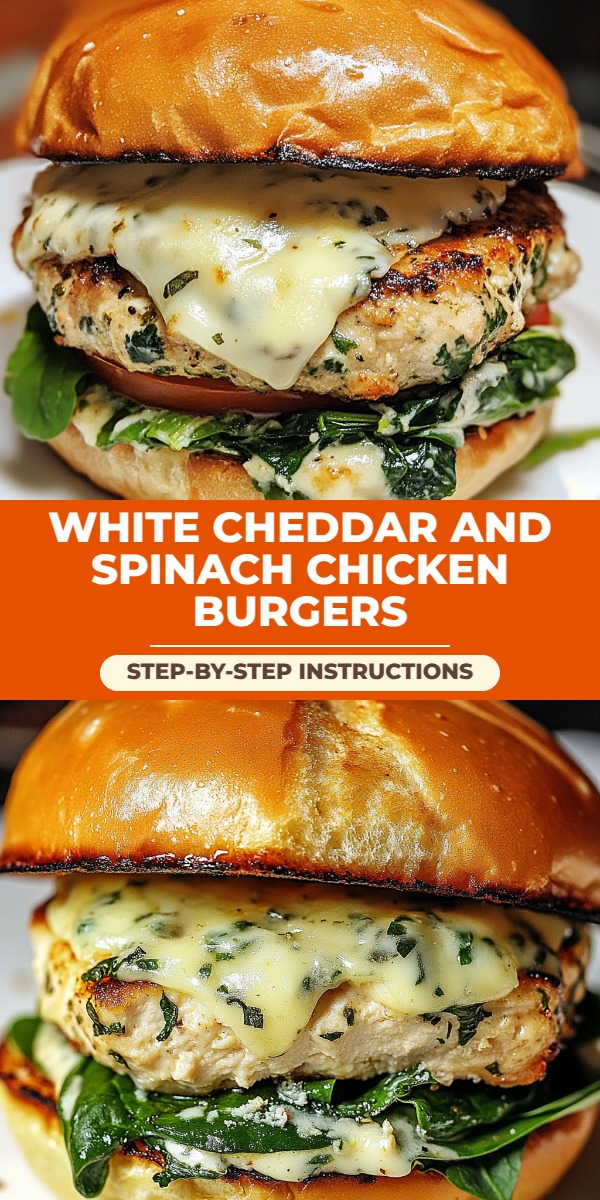 WHITE CHEDDAR AND
SPINACH CHICKEN
BURGERS
STEP-BY-STEP INSTRUCTIONS